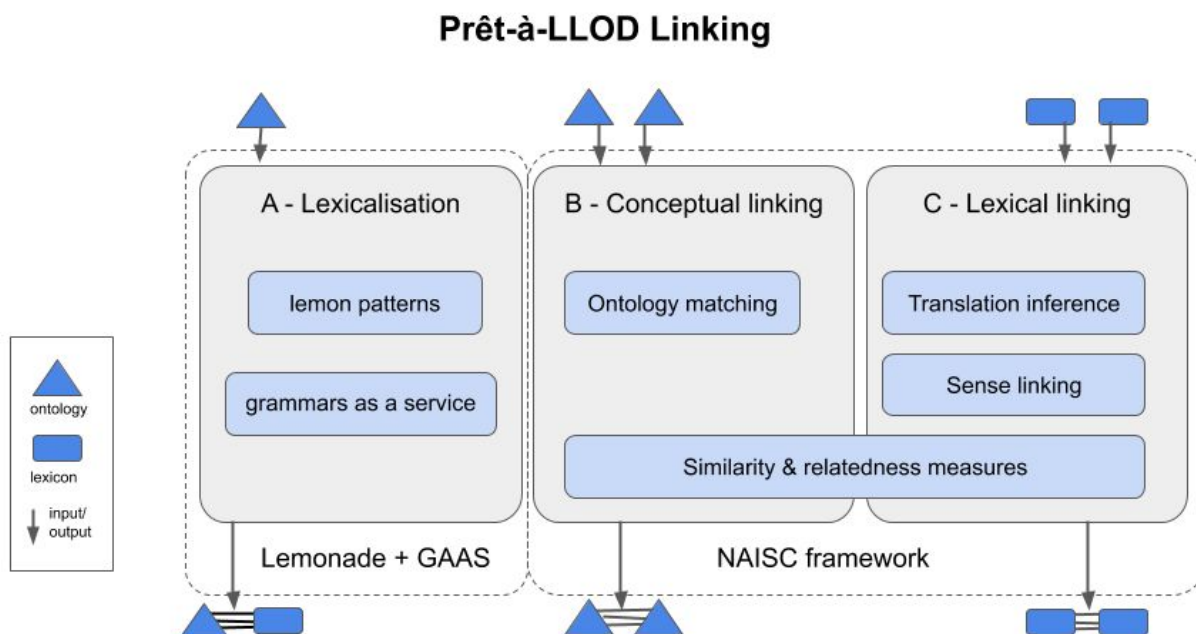 Prêt-à-LLOD Linking
A - Lexicalisation
B - Conceptual linking
C - Lexical linking
lemon patterns
Ontology matching
Translation inference
grammars as a service
Sense linking
Similarity & relatedness measures
ontology
lexicon
input/
output
Lemonade + GAAS
NAISC framework